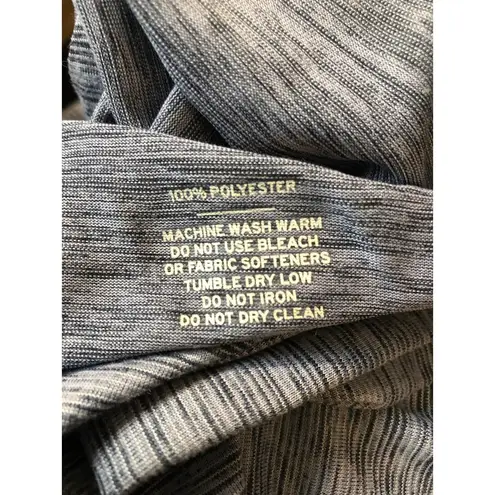 100% POLYESTER
MACHINE WASH WARM
DO NOT USE BLEACH
OR FABRIC SOFTENERS
TUMBLE DRY LOW
DO NOT IRON
DO NOT DRY CLEAN